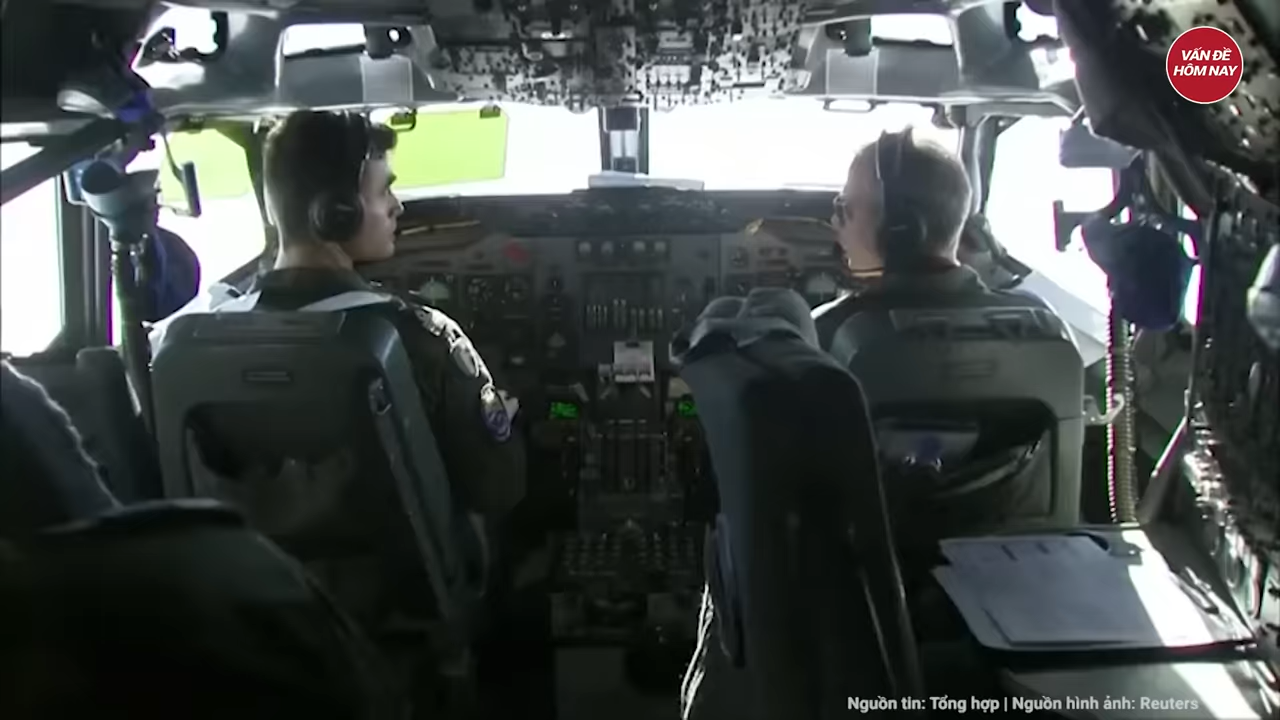 VẤN ĐỀ
HÔM NAY
Nguồn tin: Tổng hợp | Nguồn hình ảnh: Reuters